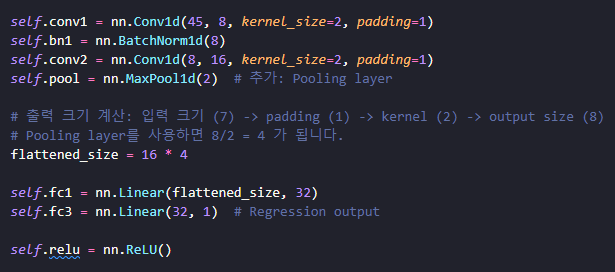 self.conv1 = nn.Conv1d(45, 8, kernel_size=2, padding=1)
self.bn1 = nn.BatchNorm1d(8)
self.conv2 = nn.Conv1d(8, 16, kernel_size=2, padding=1)
self.pool = nn.MaxPool1d(2)  # 추가: Pooling layer
# 출력 크기 계산: 입력 크기 (7) -> padding (1) -> kernel (2) -> output size (8)
# Pooling layer를 사용하면 8/2 = 4 가 됩니다.
flattened_size = 16 * 4
self.fc1 = nn.Linear(flattened_size, 32)
self.fc3 = nn.Linear(32, 1)  # Regression output
self.relu = nn.ReLU()